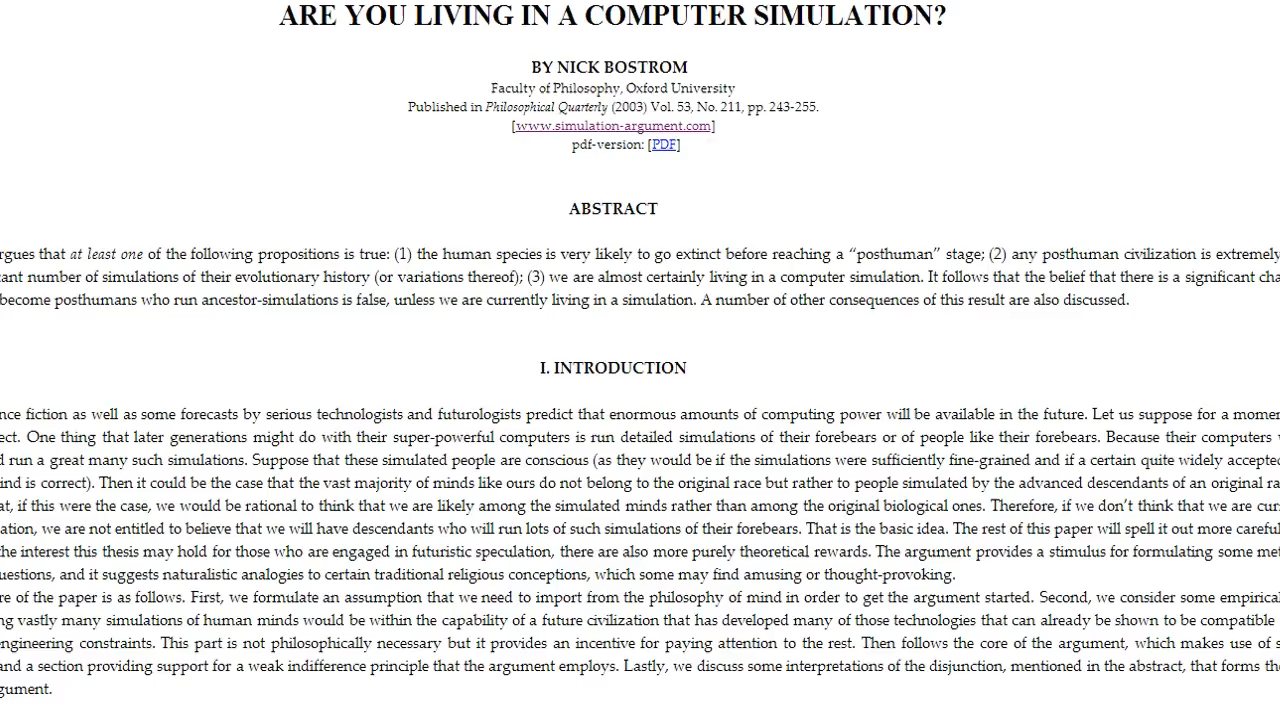 ARE YOU LIVING IN A COMPUTER SIMULATION?
BY NICK BOSTROM
Faculty of Philosophy, Oxford University
Published in Philosophical Quarterly (2003) Vol. 53, No. 211, pp. 243-255.
[www.simulation-argument.com]
pdf-version: [PDF]
ABSTRACT
rgues that at least one of the following propositions is true: (1) the human species is very likely to go extinct before reaching a “posthuman” stage; (2) any posthuman civilization is extremely
cant number of simulations of their evolutionary history (or variations thereof); (3) we are almost certainly living in a computer simulation. It follows that the belief that there is a significant cha
become posthumans who run ancestor-simulations is false, unless we are currently living in a simulation. A number of other consequences of this result are also discussed.
I. INTRODUCTION
nce fiction as well as some forecasts by serious technologists and futurologists predict that enormous amounts of computing power will be available in the future. Let us suppose for a momen
ect. One thing that later generations might do with their super-powerful computers is run detailed simulations of their forebears or of people like their forebears. Because their computers
d run a great many such simulations. Suppose that these simulated people are conscious (as they would be if the simulations were sufficiently fine-grained and if a certain quite widely accepted
ind is correct). Then it could be the case that the vast majority of minds like ours do not belong to the original race but rather to people simulated by the advanced descendants of an original ra
at, if this were the case, we would be rational to think that we are likely among the simulated minds rather than among the original biological ones. Therefore, if we don’t think that we are cur
ation, we are not entitled to believe that we will have descendants who will run lots of such simulations of their forebears. That is the basic idea. The rest of this paper will spell it out more careful
the interest this thesis may hold for those who are engaged in futuristic speculation, there are also more purely theoretical rewards. The argument provides a stimulus for formulating some met
uestions, and it suggests naturalistic analogies to certain traditional religious conceptions, which some may find amusing or thought-provoking.
re of the paper is as follows. First, we formulate an assumption that we need to import from the philosophy of mind in order to get the argument started. Second, we consider some empirical
ng vastly many simulations of human minds would be within the capability of a future civilization that has developed many of those technologies that can already be shown to be compatible
engineering constraints. This part is not philosophically necessary but it provides an incentive for paying attention to the rest. Then follows the core of the argument, which makes use of s
and a section providing support for a weak indifference principle that the argument employs. Lastly, we discuss some interpretations of the disjunction, mentioned in the abstract, that forms the
gument.